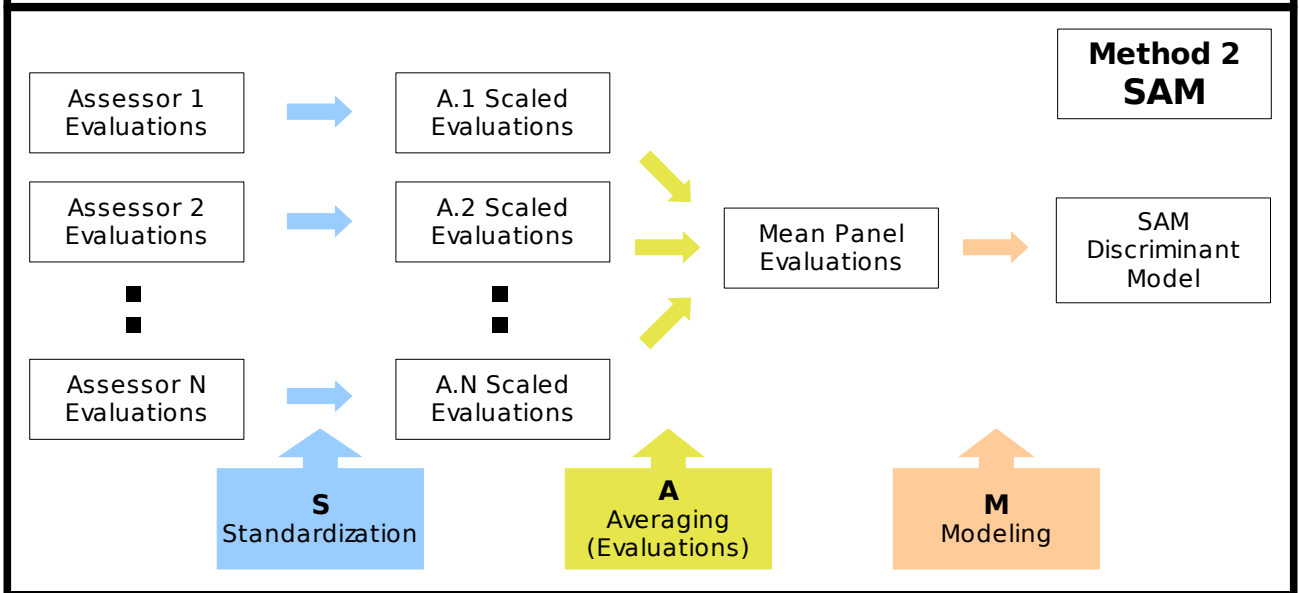 Method 2
SAM
Assessor 1
Evaluations
A.1 Scaled
Evaluations
Assessor 2
Evaluations
A.2 Scaled
Evaluations
Mean Panel
Evaluations
SAM
Discriminant
Model
Assessor N
Evaluations
A.N Scaled
Evaluations
S
Standardization
A
Averaging
(Evaluations)
M
Modeling